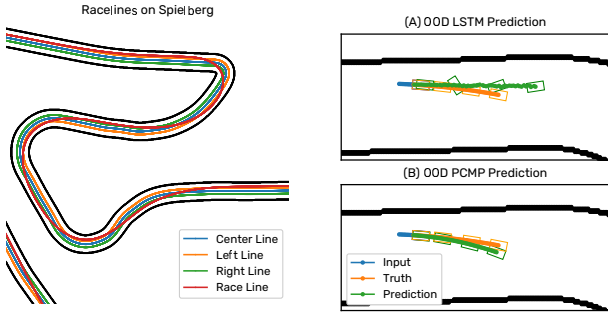 Racelines on Spielberg
Center Line
Left Line
Right Line
Race Line
(A) OOD LSTM Prediction
(B) OOD PCMP Prediction
Input
Truth
Prediction